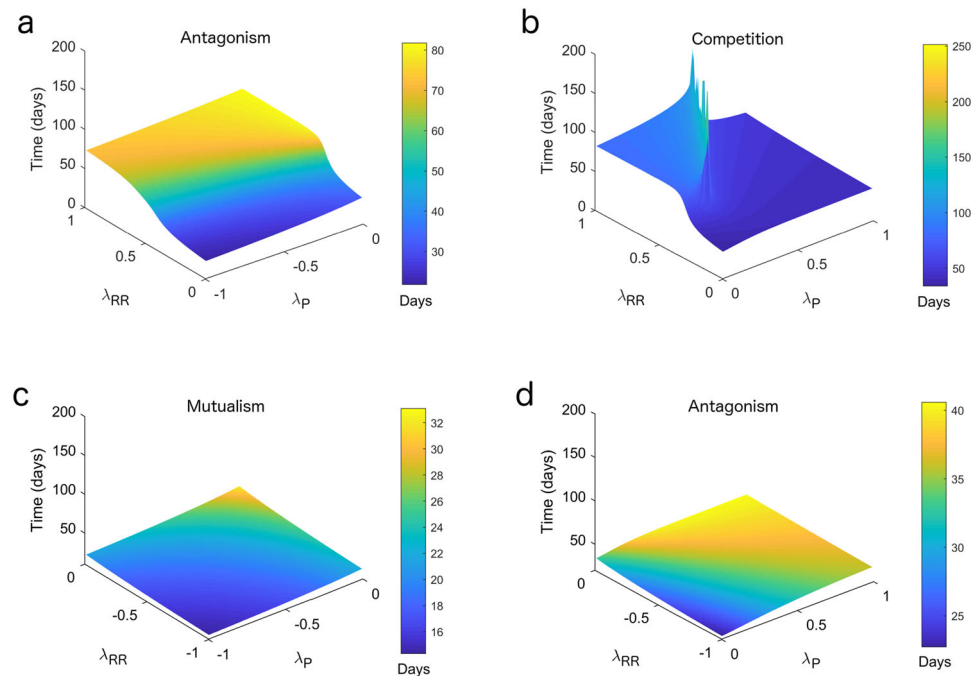 a
Antagonism
200
150
100
50
0
Time (days)
1
0.5
0
λRR
-1
-0.5
0
λP
80
70
60
50
40
30
Days
b
Competition
200
150
100
50
0
Time (days)
1
0.5
0
λRR
0
0.5
1
λP
250
200
150
100
50
Days
c
Mutualism
200
150
100
50
Time (days)
0
-0.5
-1
λRR
-1
-0.5
0
λP
32
30
28
26
24
22
20
18
16
Days
d
Antagonism
200
150
100
50
Time (days)
0
-0.5
-1
λRR
0
0.5
1
λP
40
35
30
25
Days